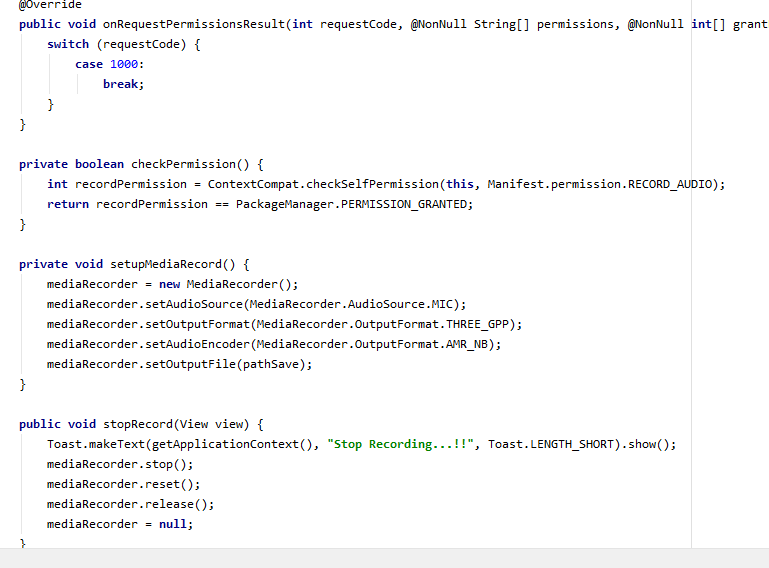 @Override
public void onRequestPermissionsResult(int requestCode, @NonNull String[] permissions, @NonNull int[] grant
switch (requestCode) {
case 1000:
break;
}
}
private boolean checkPermission() {
int recordPermission = ContextCompat.checkSelfPermission(this, Manifest.permission.RECORD_AUDIO);
return recordPermission == PackageManager.PERMISSION_GRANTED;
}
private void setupMediaRecord() {
mediaRecorder = new MediaRecorder();
mediaRecorder.setAudioSource(MediaRecorder.AudioSource.MIC);
mediaRecorder.setOutputFormat(MediaRecorder.OutputFormat.THREE_GPP);
mediaRecorder.setAudioEncoder(MediaRecorder.OutputFormat.AMR_NB);
mediaRecorder.setOutputFile(pathSave);
}
public void stopRecord(View view) {
Toast.makeText(getApplicationContext(), "Stop Recording...!!", Toast.LENGTH_SHORT).show();
mediaRecorder.stop();
mediaRecorder.reset();
mediaRecorder.release();
mediaRecorder = null;
}